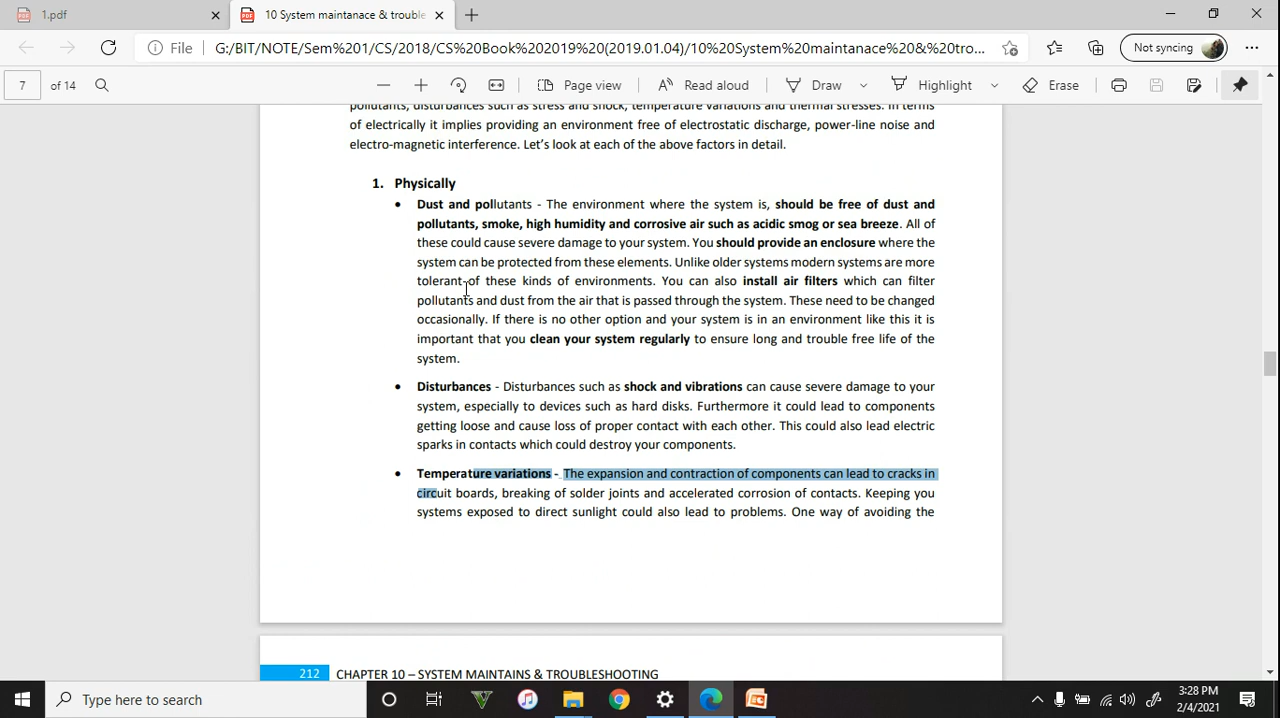 1.pdf
10 System maintanace & trouble
File
G:/BIT/NOTE/Sem%201/CS/2018/CS%20Book%202019%20(2019.01.04)/10%20System%20maintanace%20&%20tro...
Not syncing
7 of 14
Page view
Read aloud
Draw
Highlight
Erase
pollutants, disturbances such as stress and shock, temperature variations and thermal stresses. In terms
of electrically it implies providing an environment free of electrostatic discharge, power-line noise and
electro-magnetic interference. Let's look at each of the above factors in detail.
1. Physically
• Dust and pollutants - The environment where the system is, should be free of dust and
pollutants, smoke, high humidity and corrosive air such as acidic smog or sea breeze. All of
these could cause severe damage to your system. You should provide an enclosure where the
system can be protected from these elements. Unlike older systems modern systems are more
tolerant of these kinds of environments. You can also install air filters which can filter
pollutants and dust from the air that is passed through the system. These need to be changed
occasionally. If there is no other option and your system is in an environment like this it is
important that you clean your system regularly to ensure long and trouble free life of the
system.
• Disturbances - Disturbances such as shock and vibrations can cause severe damage to your
system, especially to devices such as hard disks. Furthermore it could lead to components
getting loose and cause loss of proper contact with each other. This could also lead electric
sparks in contacts which could destroy your components.
• Temperature variations - The expansion and contraction of components can lead to cracks in
circuit boards, breaking of solder joints and accelerated corrosion of contacts. Keeping you
systems exposed to direct sunlight could also lead to problems. One way of avoiding the
212 CHAPTER 10 – SYSTEM MAINTAINS & TROUBLESHOOTING
Type here to search
3:28 PM
2/4/2021